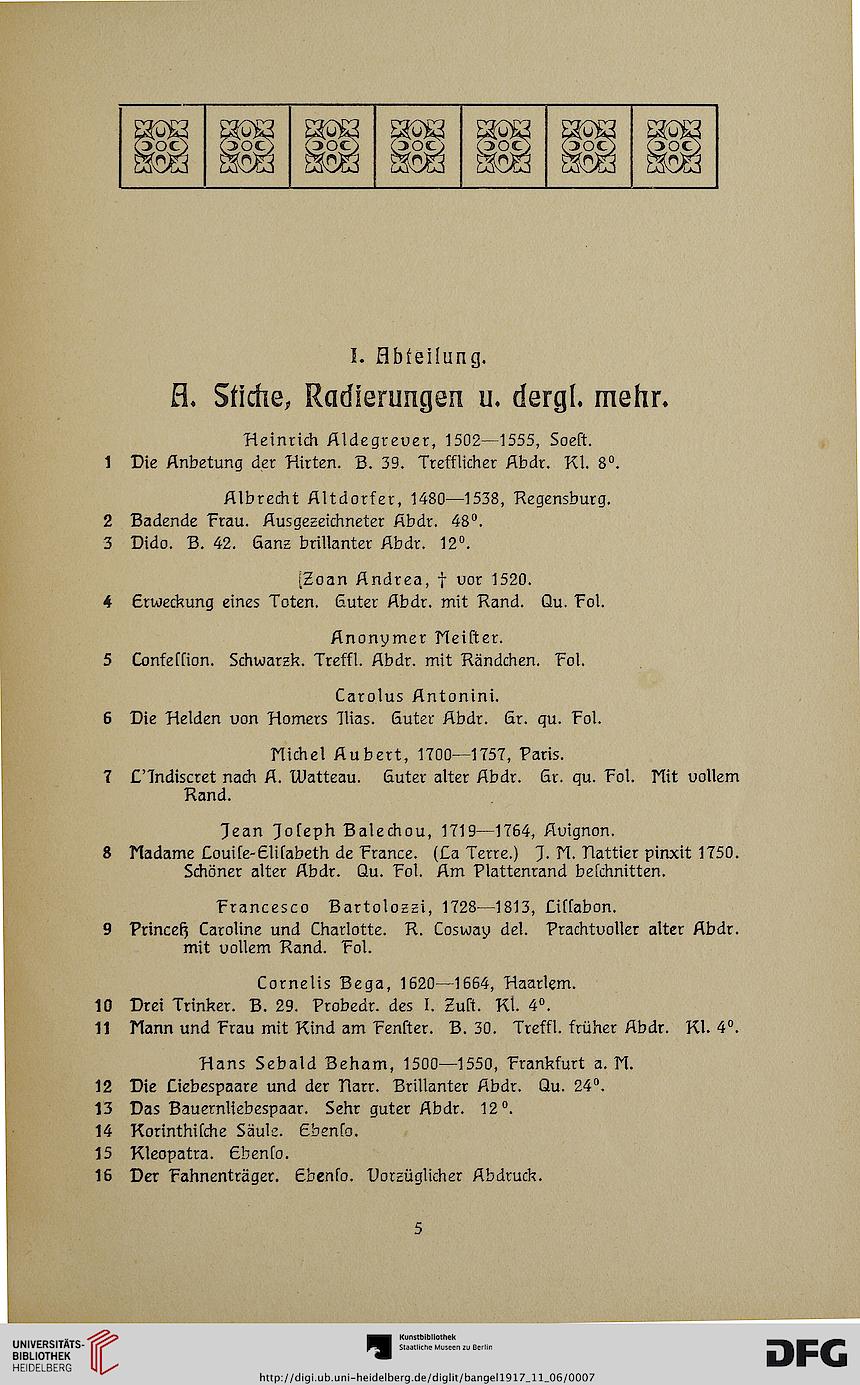 I. Abteilung.
A. Stiche, Radierungen u. dergl. mehr.
Heinrich Aldegrever, 1502—1555, Soeſt.
1 Die Anbetung der Hirten. B. 39. Trefflicher Abdr. Kl. 8⁰.
Albrecht Altdorfer, 1480—1538, Regensburg.
2 Badende Frau. Ausgezeichneter Abdr. 48⁰.
3 Dido. B. 42. Ganz brillanter Abdr. 12⁰.
[Zoan Andrea, † vor 1520.
4 Erweckung eines Toten. Guter Abdr. mit Rand. Qu. Fol.
Anonymer Meiſter.
5 Confeſſion. Schwarzk. Treffl. Abdr. mit Rändchen. Fol.
Carolus Antonini.
6 Die Helden von Homers Ilias. Guter Abdr. Gr. qu. Fol.
Michel Aubert, 1700—1757, Paris.
7 L'Indiscret nach A. Watteau. Guter alter Abdr. Gr. qu. Fol. Mit vollem
Rand.
Jean Joſeph Balechou, 1719—1764, Avignon.
8 Madame Louiſe-Eliſabeth de France. (La Terre.) J. M. Nattier pinxit 1750.
Schöner alter Abdr. Qu. Fol. Am Plattenrand beſchnitten.
Francesco Bartolozzi, 1728—1813, Liſſabon.
9 Princeß Caroline und Charlotte. R. Cosway del. Prachtvoller alter Abdr.
mit vollem Rand. Fol.
Cornelis Bega, 1620—1664, Haarlem.
10 Drei Trinker. B. 29. Probedr. des I. Zuſt. Kl. 4⁰.
11 Mann und Frau mit Kind am Fenſter. B. 30. Treffl. früher Abdr. Kl. 4⁰.
Hans Sebald Beham, 1500—1550, Frankfurt a. M.
12 Die Liebespaare und der Narr. Brillanter Abdr. Qu. 24⁰.
13 Das Bauernliebespaar. Sehr guter Abdr. 12⁰.
14 Korinthiſche Säule. Ebenſo.
15 Kleopatra. Ebenſo.
16 Der Fahnenträger. Ebenſo. Vorzüglicher Abdruck.
5
UNIVERSITÄTS-
BIBLIOTHEK
HEIDELBERG
Kunstbibliothek
Staatliche Museen zu Berlin
DFG
http://digi.ub.uni-heidelberg.de/diglit/bangel1917_11_06/0007